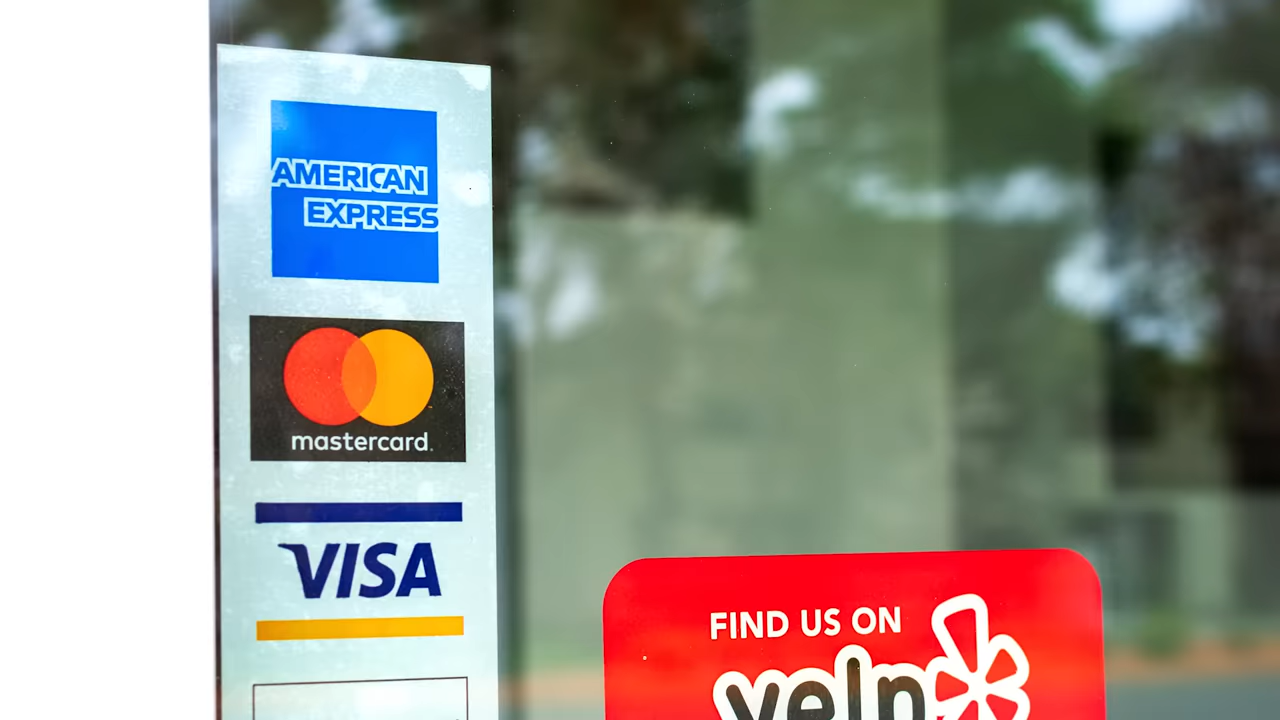 AMERICAN
EXPRESS
mastercard.
VISA
FIND US ON
yelp